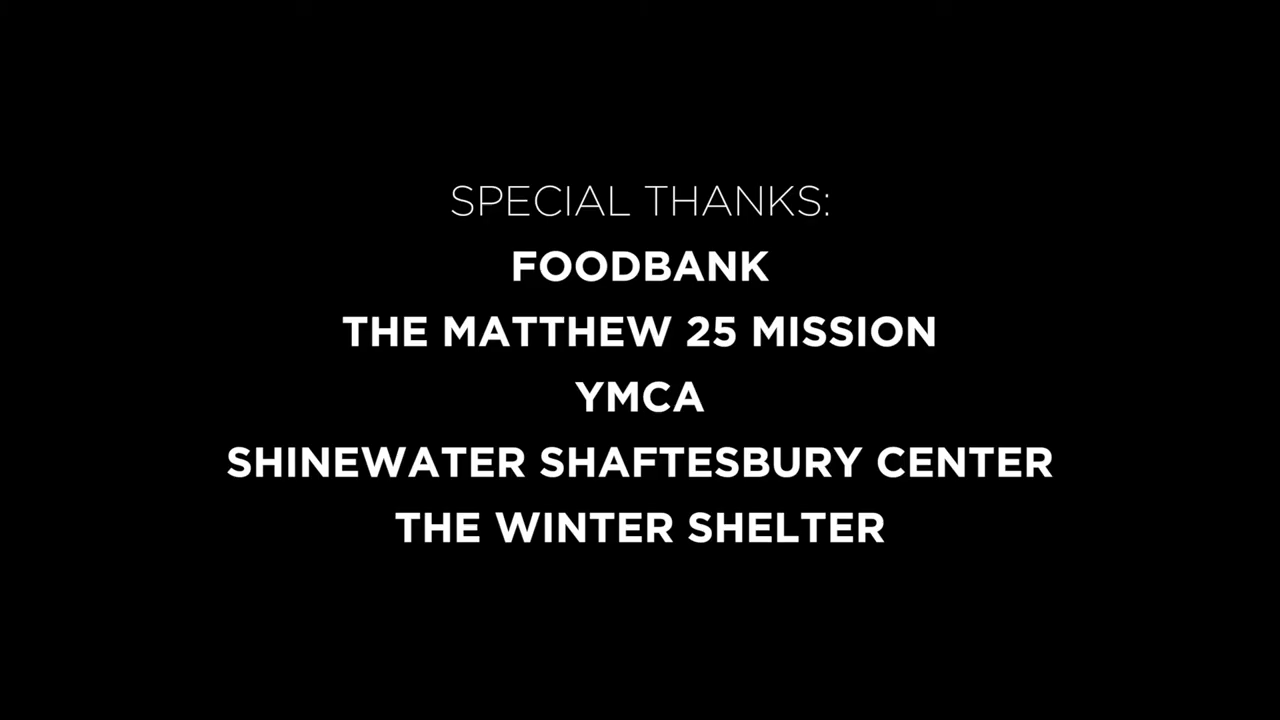 SPECIAL THANKS:
FOODBANK
THE MATTHEW 25 MISSION
YMCA
SHINEWATER SHAFTESBURY CENTER
THE WINTER SHELTER